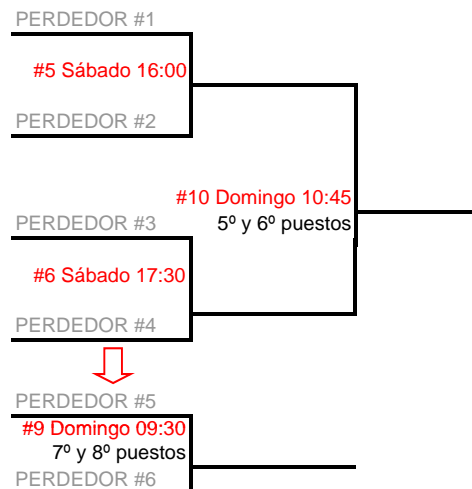 PERDEDOR #1
#5 Sábado 16:00
PERDEDOR #2
#10 Domingo 10:45
5º y 6º puestos
PERDEDOR #3
#6 Sábado 17:30
PERDEDOR #4
PERDEDOR #5
#9 Domingo 09:30
7º y 8º puestos
PERDEDOR #6